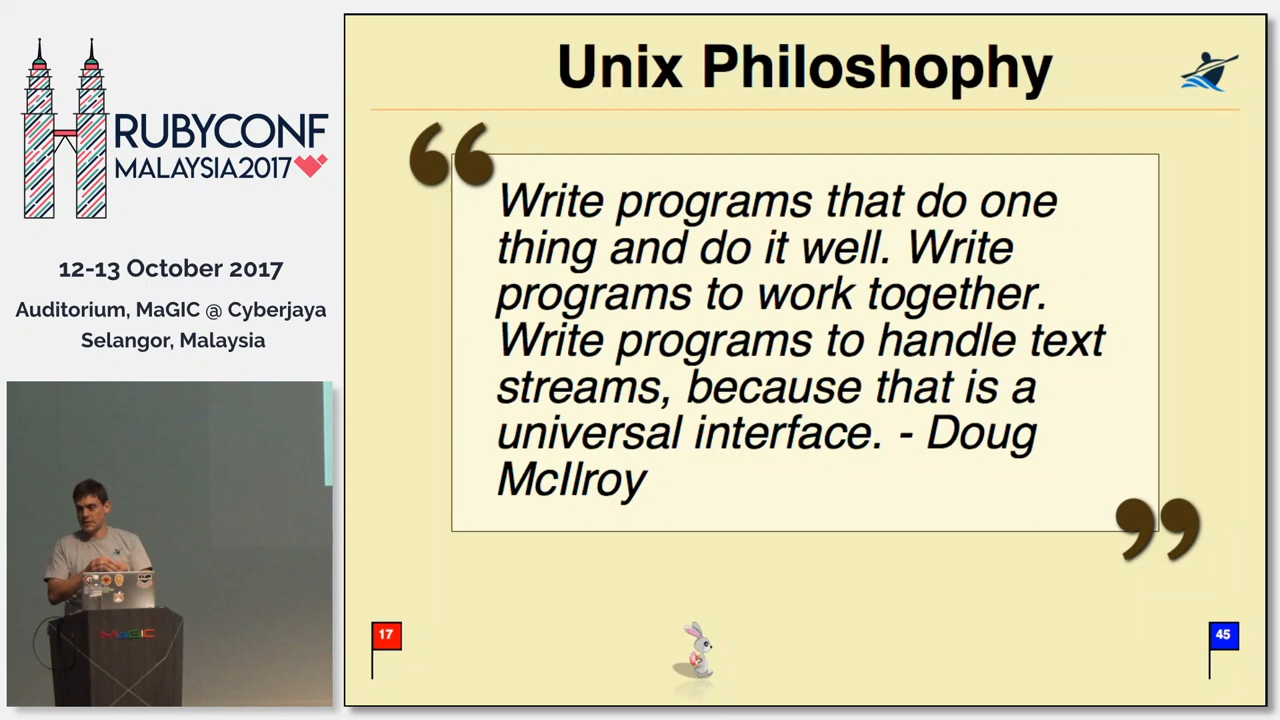 RUBYCONF
MALAYSIA2017
12-13 October 2017
Auditorium, MaGIC @ Cyberjaya
Selangor, Malaysia
MaGIC
Unix Philoshophy
“
Write programs that do one
thing and do it well. Write
programs to work together.
Write programs to handle text
streams, because that is a
universal interface. - Doug
McIlroy
”
17
45